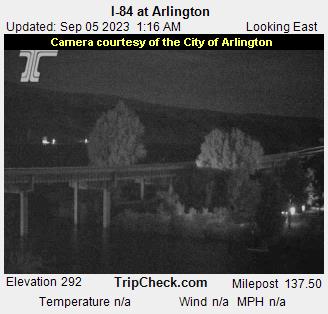 I-84 at Arlington
Updated: Sep 05 2023 1:16 AM Looking East
Camera courtesy of the City of Arlington
Elevation 292 TripCheck.com Milepost 137.50
Temperature n/a Wind n/a MPH n/a